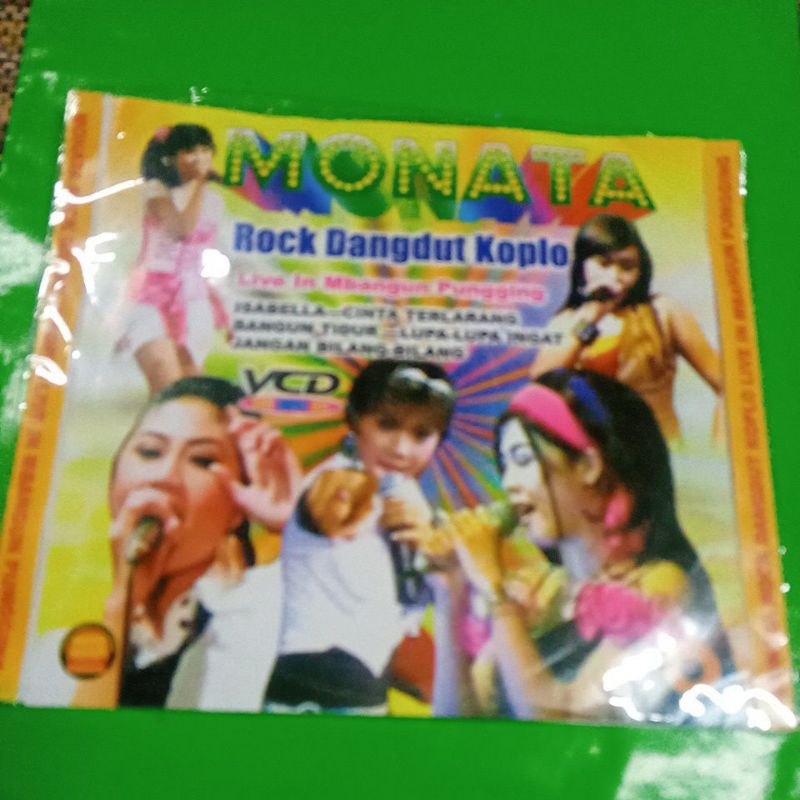 MONATA
Rock Dangdut Koplo
Live In Mbangun Pungging
ISABELLA - CINTA TERLARANG
BANGUN TIDUR - LUPA-LUPA INGAT
JANGAN BILANG-BILANG
VCD